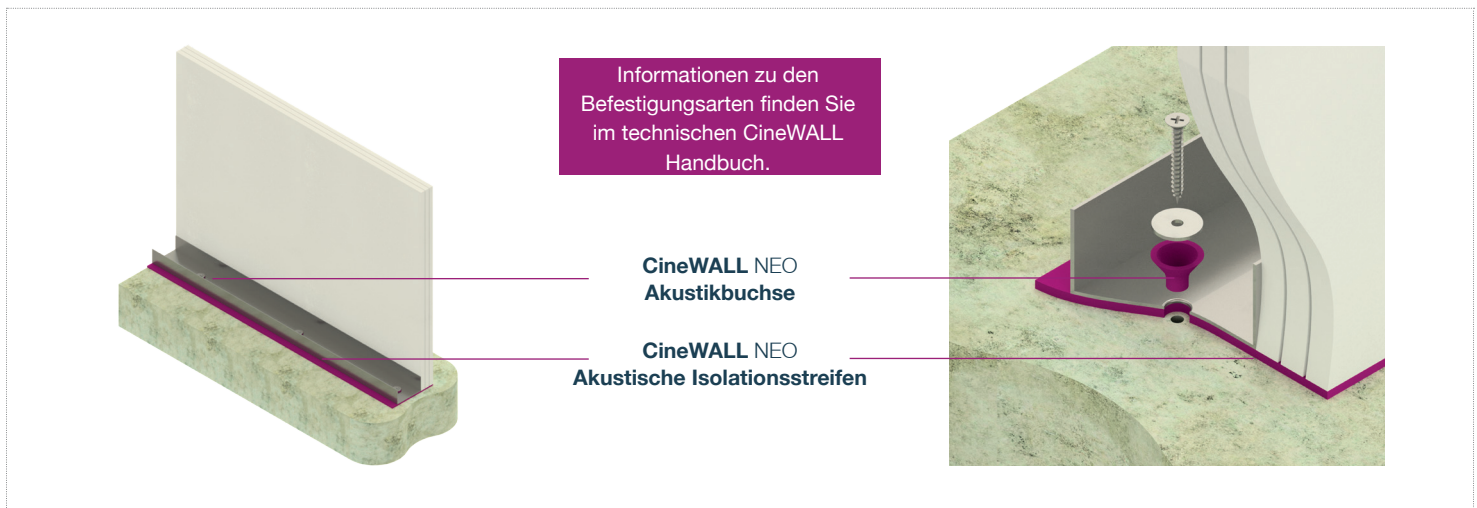 Informationen zu den
Befestigungsarten finden Sie
im technischen CineWALL
Handbuch.
CineWALL NEO
Akustikbuchse
CineWALL NEO
Akustische Isolationsstreifen